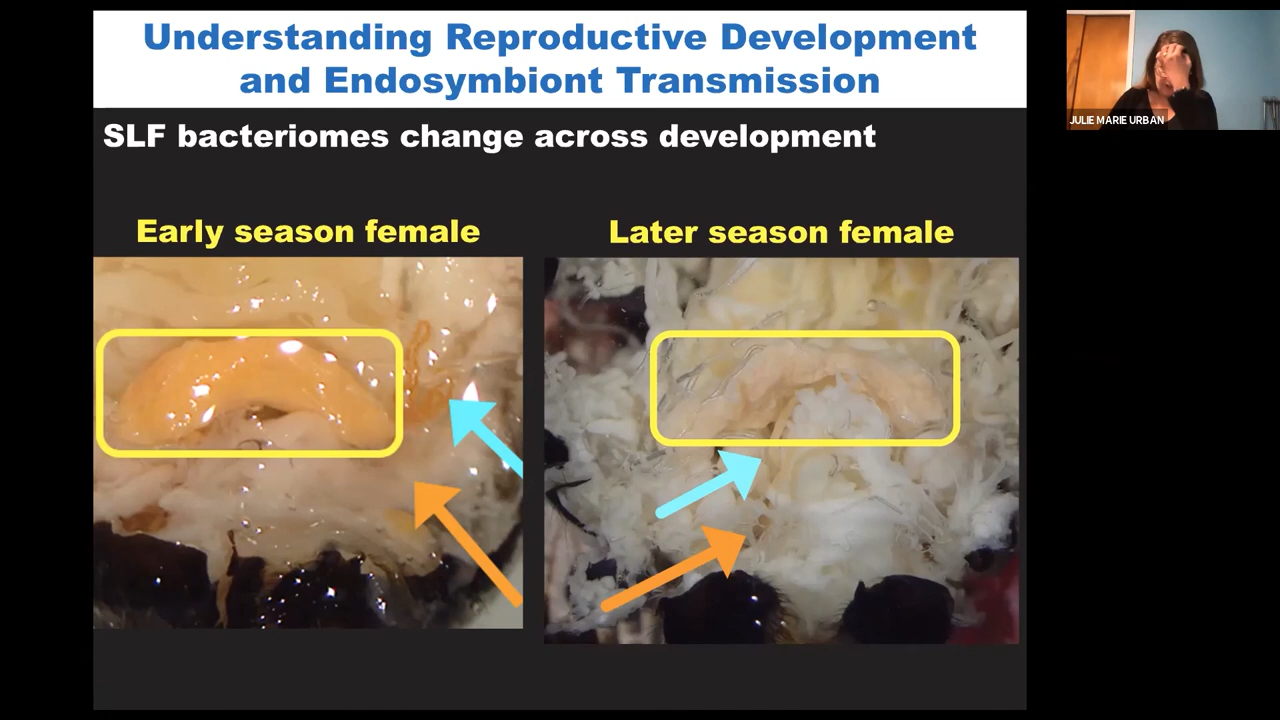 Understanding Reproductive Development
and Endosymbiont Transmission
JULIE MARIE URBAN
SLF bacteriomes change across development
Early season female
Later season female